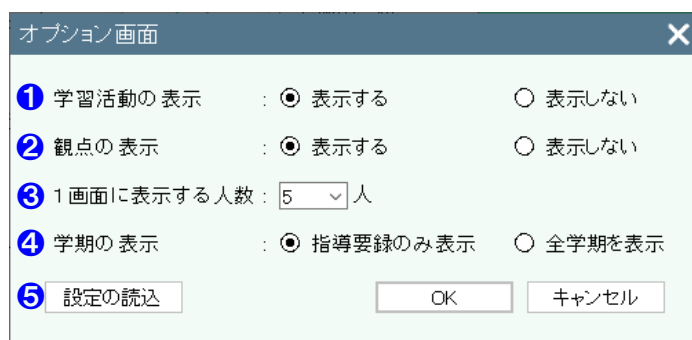 オプション画面
❶ 学習活動の表示 : 表示する 表示しない
❷ 観点の表示 : 表示する 表示しない
❸ 1画面に表示する人数 : 5 人
❹ 学期の表示 : 指導要録のみ表示 全学期を表示
❺ 設定の読込 OK キャンセル